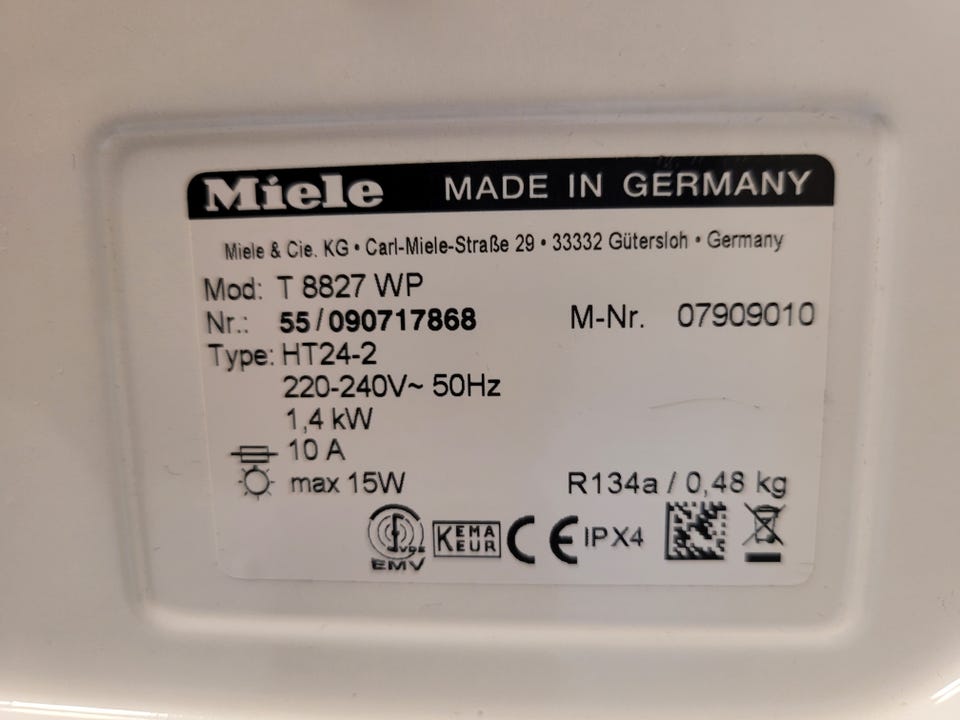 Miele MADE IN GERMANY
Miele & Cie. KG • Carl-Miele-Straße 29 • 33332 Gütersloh • Germany
Mod: T 8827 WP
Nr.: 55/090717868 M-Nr. 07909010
Type: HT24-2
220-240V~ 50Hz
1,4 kW
10 A
max 15W R134a / 0,48 kg
VDE KEMA CE IPX4
EMV KEUR